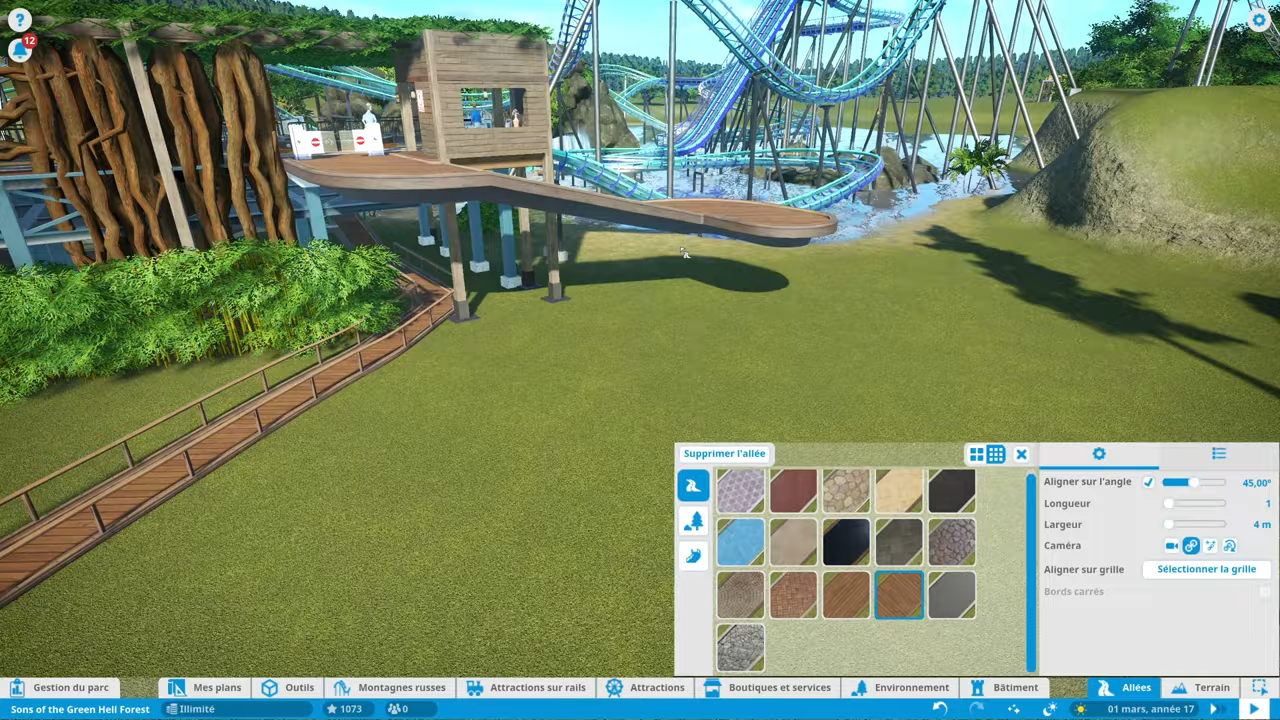 ?
12
Supprimer l'allée
Aligner sur l'angle 45,00°
Longueur 1
Largeur 4 m
Caméra
Aligner sur grille Sélectionner la grille
Bords carrés
Gestion du parc Mes plans Outils Montagnes russes Attractions sur rails Attractions Boutiques et services Environnement Bâtiment Allées Terrain
Sons of the Green Hell Forest Illimité 1073 0 01 mars, année 17